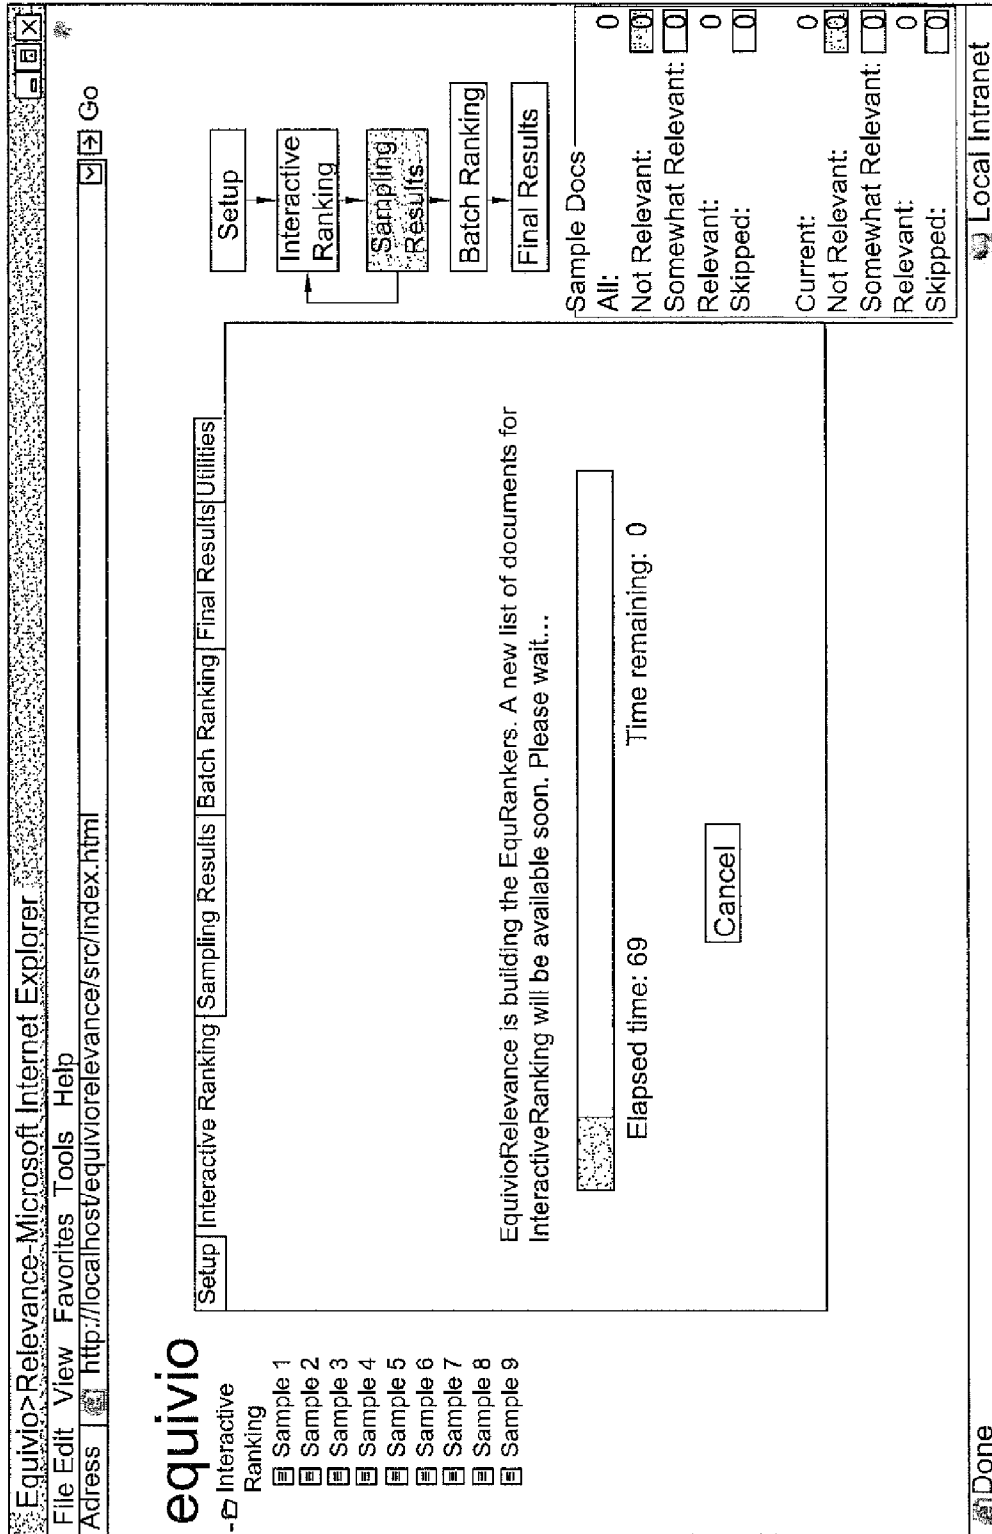 Equivio>Relevance-Microsoft Internet Explorer
File Edit View Favorites Tools Help
Adress http://localhost/equiviorelevance/src/index.html Go
equivio
- Interactive
Ranking
Sample 1
Sample 2
Sample 3
Sample 4
Sample 5
Sample 6
Sample 7
Sample 8
Sample 9
Setup Interactive Ranking Sampling Results Batch Ranking Final Results Utilities
EquivioRelevance is building the EquRankers. A new list of documents for
InteractiveRanking will be available soon. Please wait...
Elapsed time: 69 Time remaining: 0
Cancel
Setup
Interactive
Ranking
Sampling
Results
Batch Ranking
Final Results
Sample Docs
All: 0
Not Relevant: 0
Somewhat Relevant: 0
Relevant: 0
Skipped: 0
Current: 0
Not Relevant: 0
Somewhat Relevant: 0
Relevant: 0
Skipped: 0
Done Local Intranet